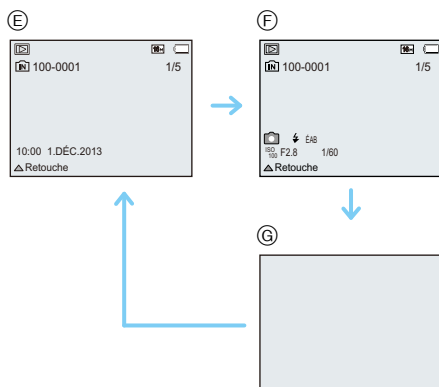 Ⓔ
100-0001 1/5
10:00 1.DÉC.2013
Retouche
Ⓕ
100-0001 1/5
ÉAB
ISO 100 F2.8 1/60
Retouche
Ⓖ